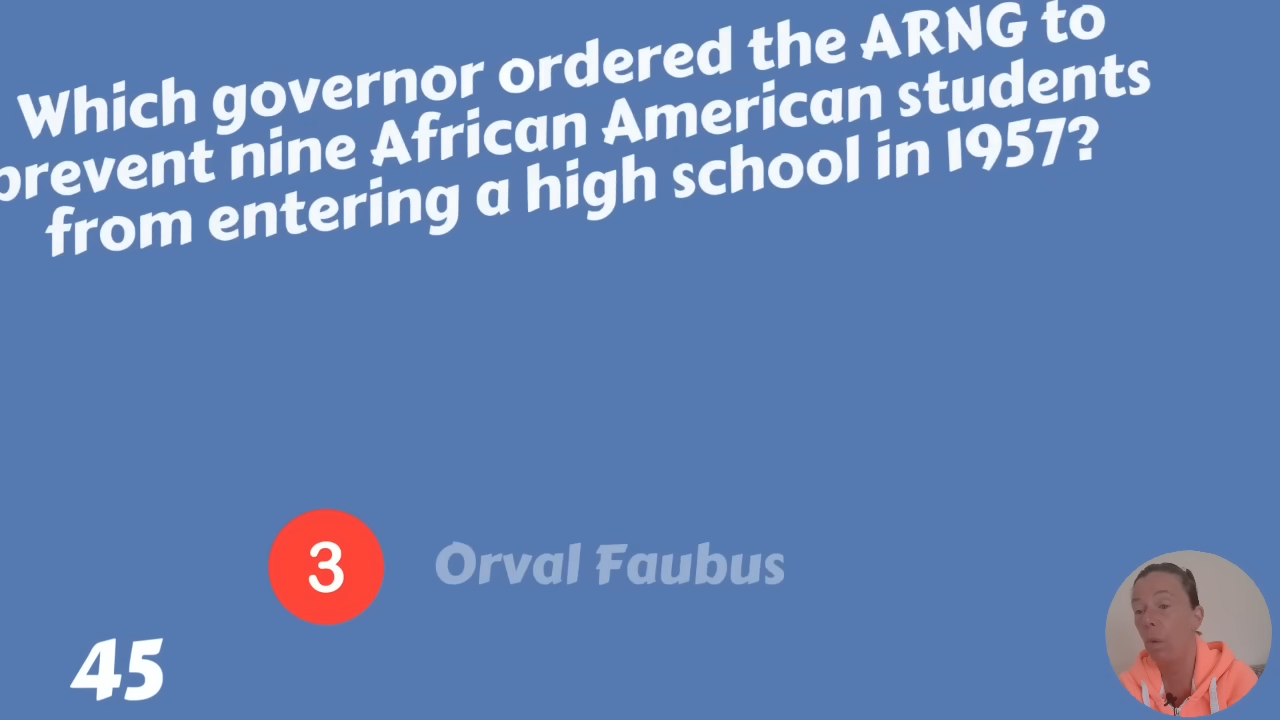 Which governor ordered the ARNG to
prevent nine African American students
from entering a high school in 1957?
3
Orval Faubus
45